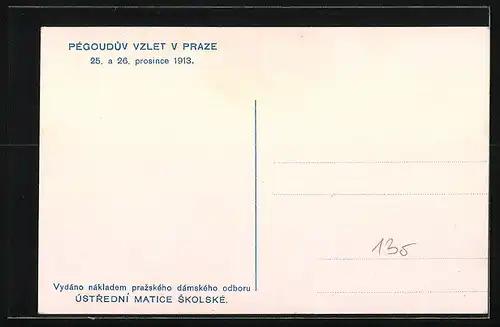 PÉGOUDŮV VZLET V PRAZE
25. a 26. prosince 1913.
135
Vydáno nákladem pražského dámského odboru
ÚSTŘEDNÍ MATICE ŠKOLSKÉ.